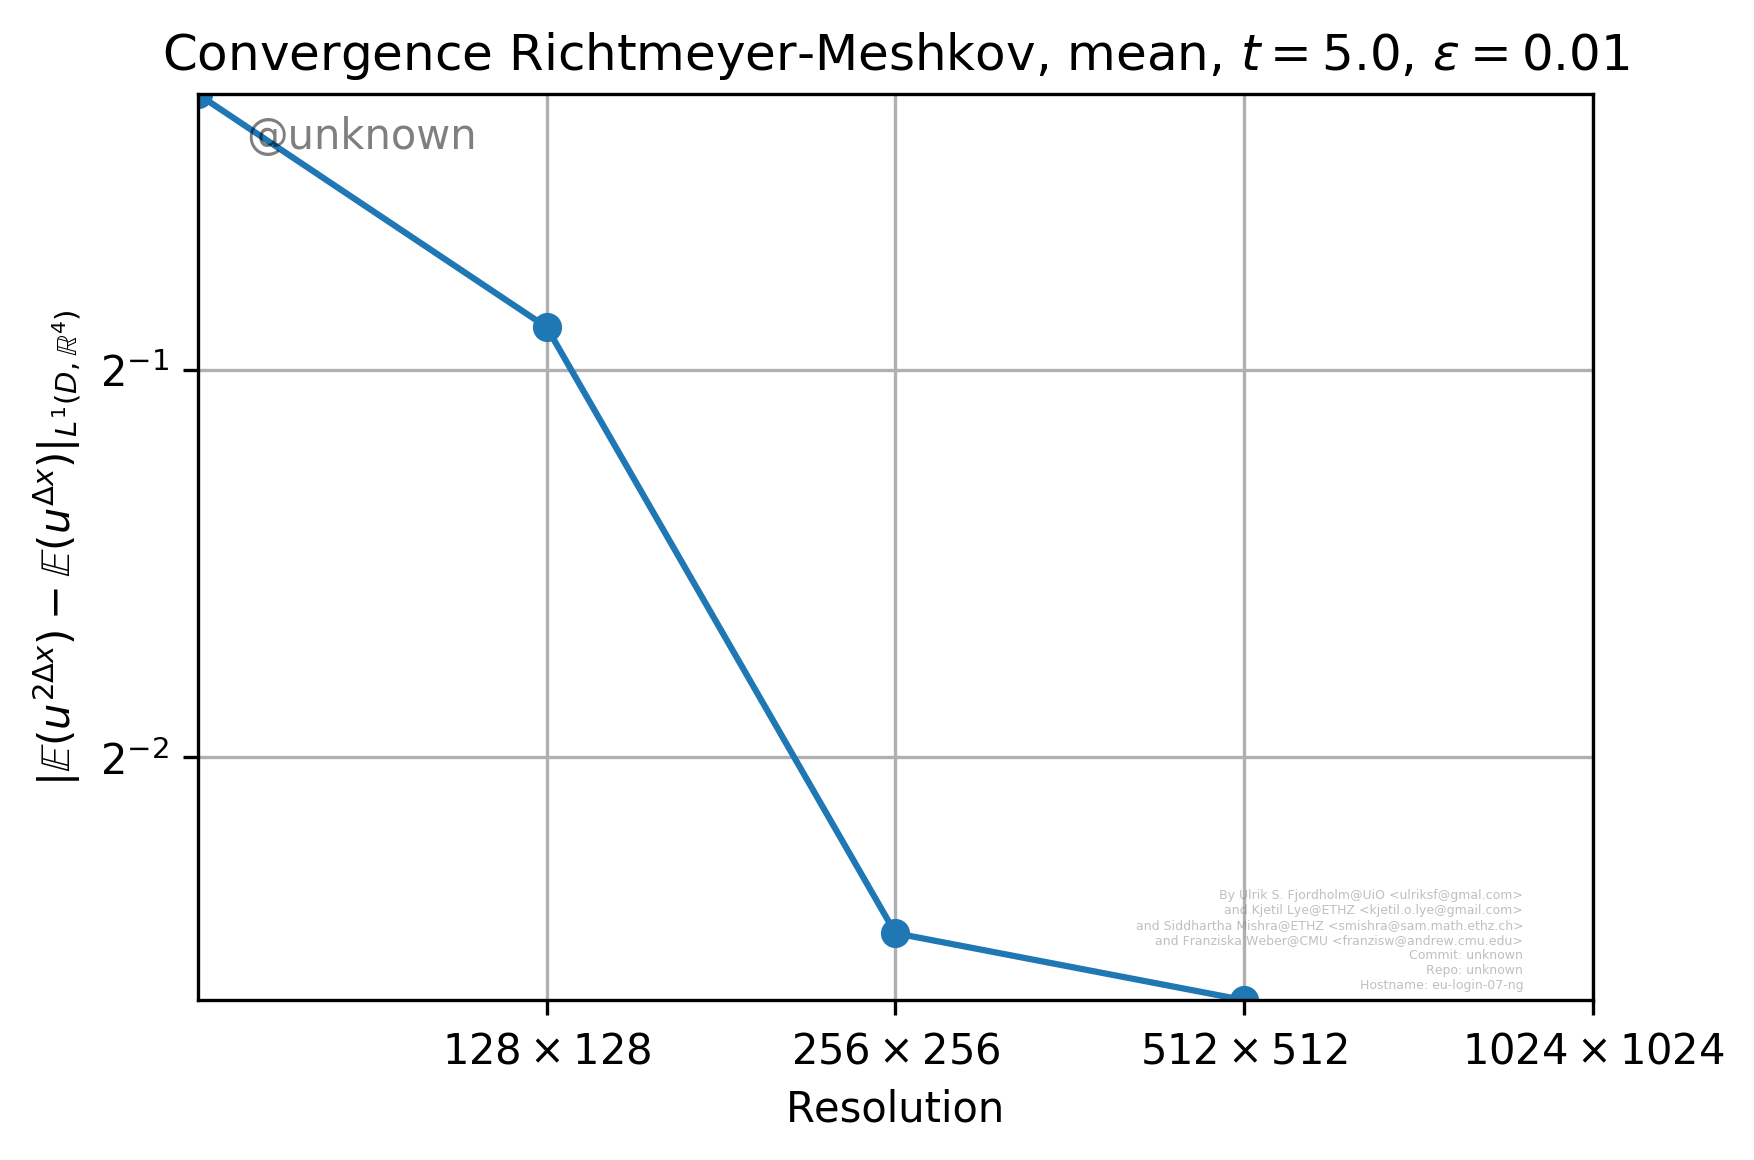 Convergence Richtmeyer-Meshkov, mean, t = 5.0, ε = 0.01
@unknown
|𝔼(u^{2Δx}) − 𝔼(u^{Δx})|_{L^1(D, ℝ^4)}
2^{−1}
2^{−2}
By Ulrik S. Fjordholm@UiO <ulriksf@gmal.com>
and Kjetil Lye@ETHZ <kjetil.o.lye@gmail.com>
and Siddhartha Mishra@ETHZ <smishra@sam.math.ethz.ch>
and Franziska Weber@CMU <franzisw@andrew.cmu.edu>
Commit: unknown
Repo: unknown
Hostname: eu-login-07-ng
128 × 128
256 × 256
512 × 512
1024 × 1024
Resolution